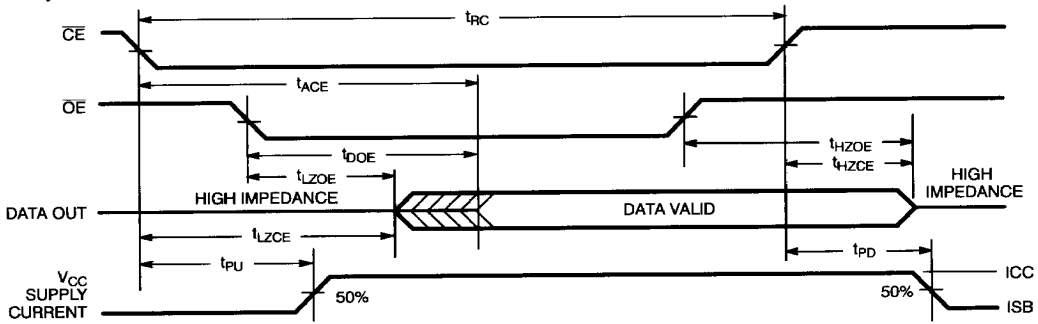 tRC
CE
tACE
OE
tDOE
tHZOE
tHZCE
tLZOE
HIGH IMPEDANCE
HIGH
IMPEDANCE
DATA OUT
DATA VALID
tLZCE
tPU
tPD
VCC
SUPPLY
CURRENT
50%
50%
ICC
ISB